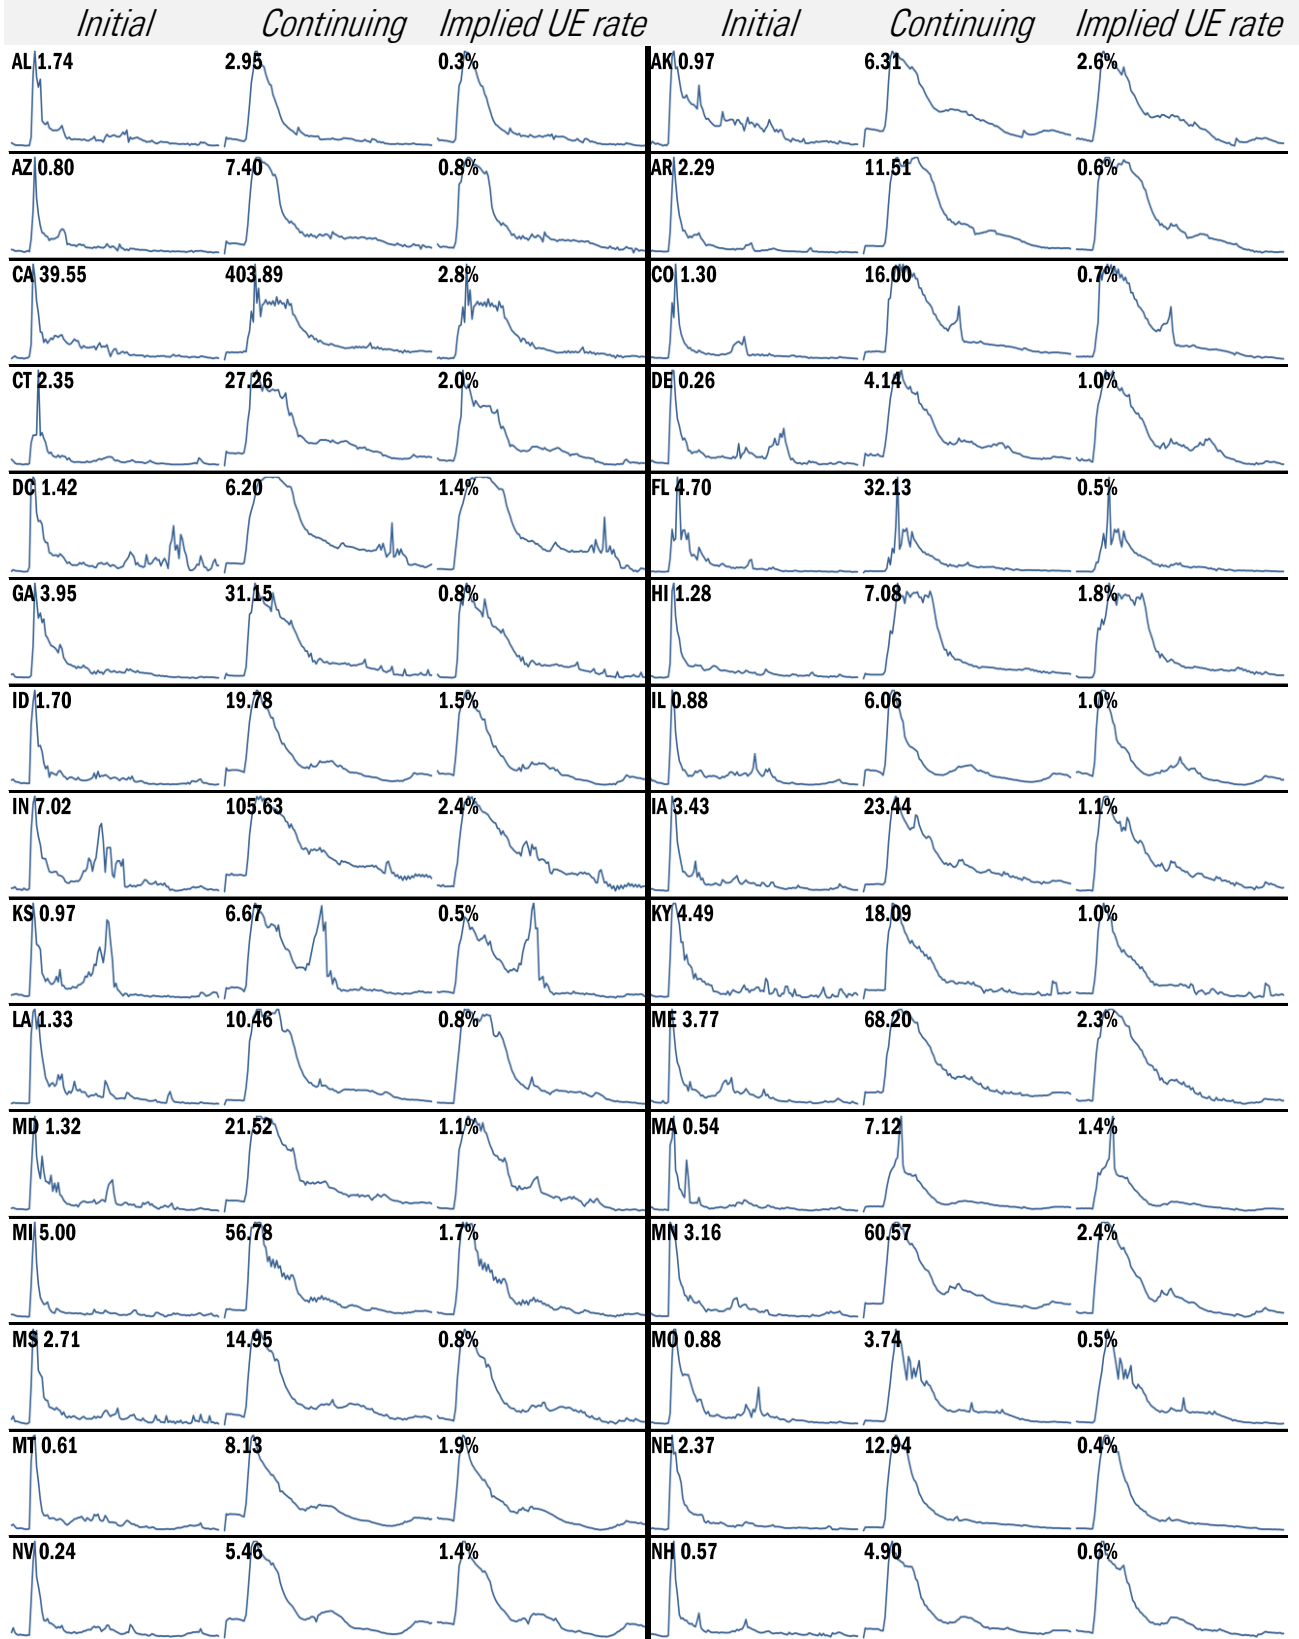 Initial Continuing Implied UE rate Initial Continuing Implied UE rate
AL 1.74 2.95 0.3% AK 0.97 6.31 2.6%
AZ 0.80 7.40 0.8% AR 2.29 11.51 0.6%
CA 39.55 403.89 2.8% CO 1.30 16.00 0.7%
CT 2.35 27.26 2.0% DE 0.26 4.14 1.0%
DC 1.42 6.20 1.4% FL 4.70 32.13 0.5%
GA 3.95 31.15 0.8% HI 1.28 7.08 1.8%
ID 1.70 19.78 1.5% IL 0.88 6.06 1.0%
IN 7.02 105.63 2.4% IA 3.43 23.44 1.1%
KS 0.97 6.67 0.5% KY 4.49 18.09 1.0%
LA 1.33 10.46 0.8% ME 3.77 68.20 2.3%
MD 1.32 21.52 1.1% MA 0.54 7.12 1.4%
MI 5.00 56.78 1.7% MN 3.16 60.57 2.4%
MS 2.71 14.95 0.8% MO 0.88 3.74 0.5%
MT 0.61 8.13 1.9% NE 2.37 12.94 0.4%
NV 0.24 5.46 1.4% NH 0.57 4.90 0.6%